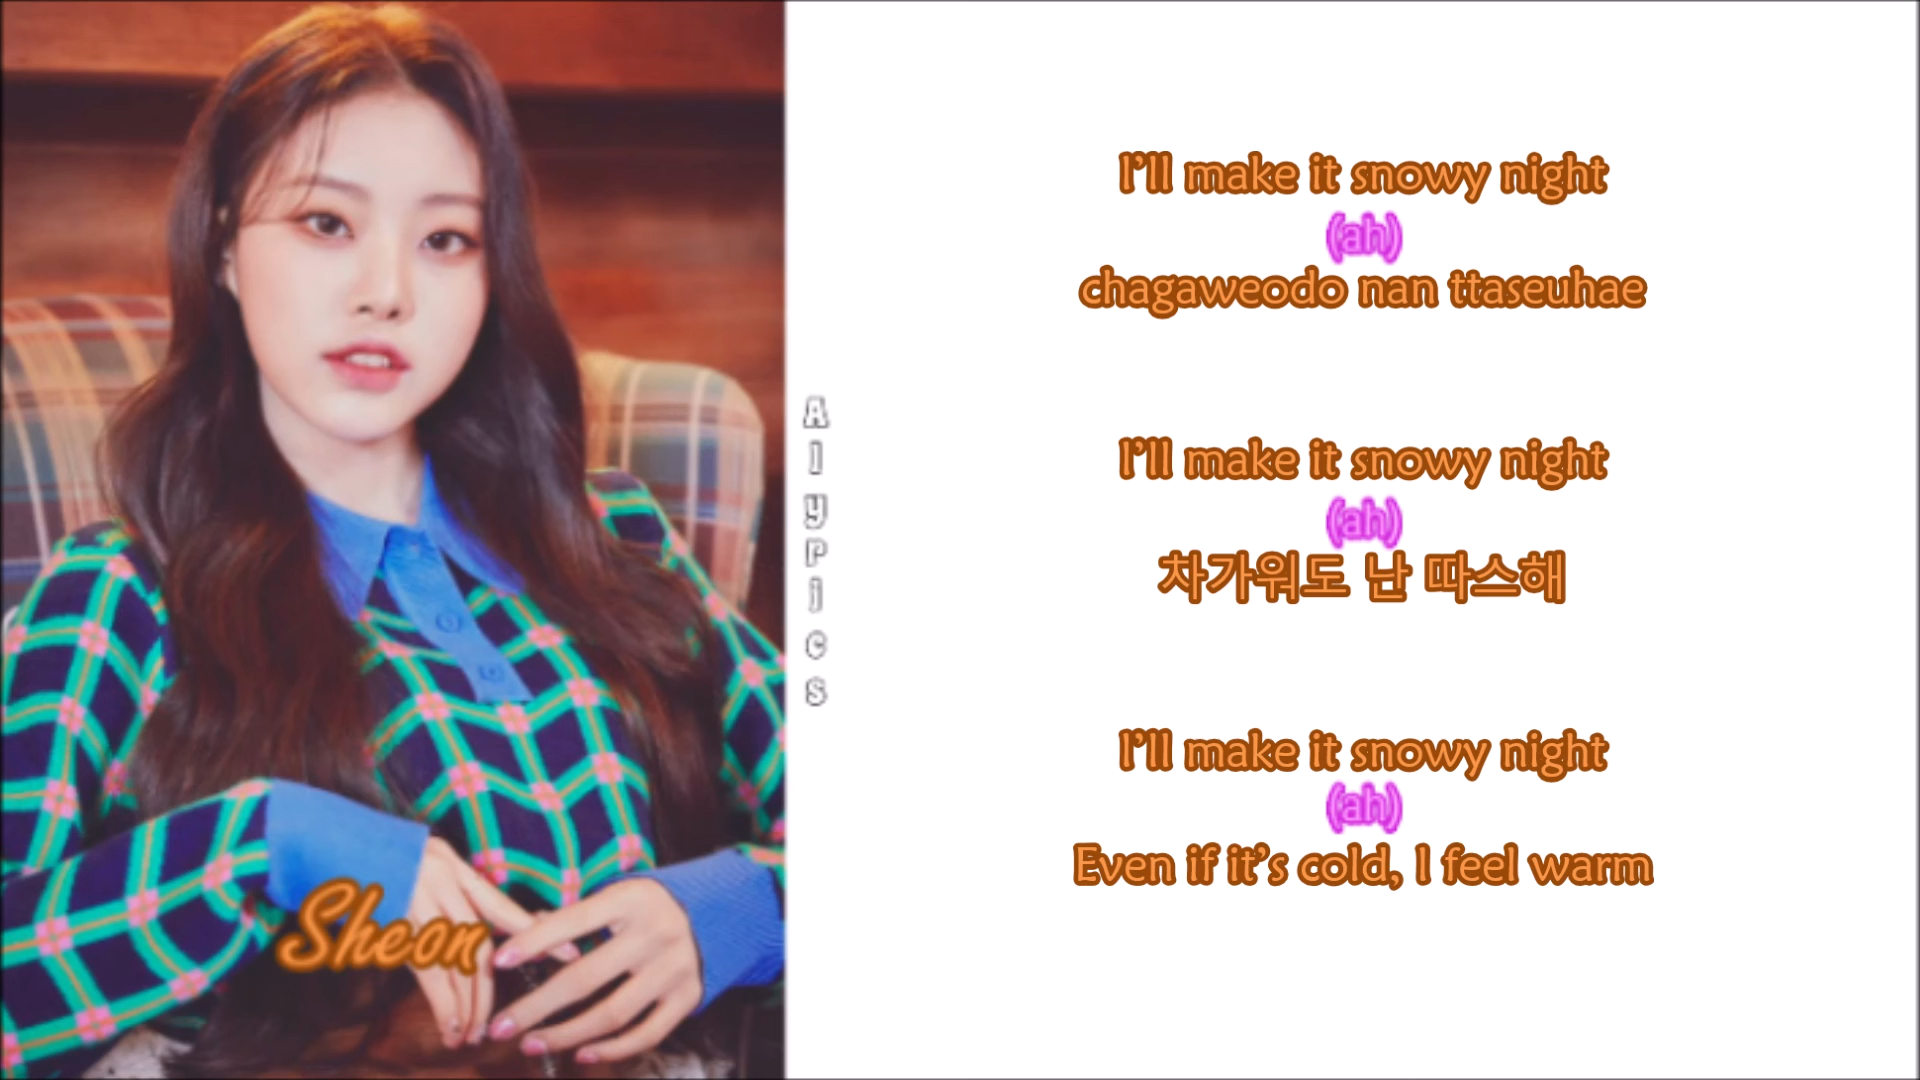 I'll make it snowy night
(ah)
chagaweodo nan ttaseuhae
I'll make it snowy night
(ah)
차가워도 난 따스해
I'll make it snowy night
(ah)
Even if it's cold, I feel warm
Alyrics
Sheon